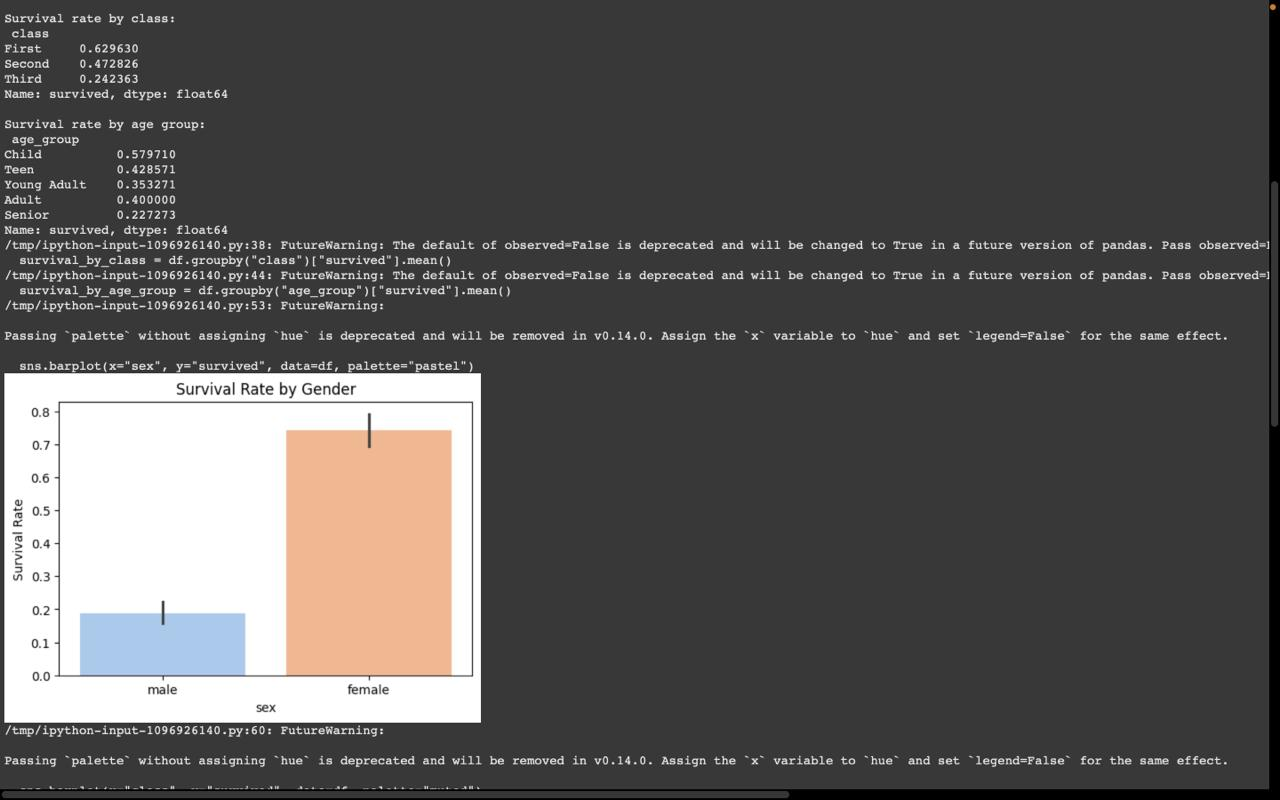 Survival rate by class:
 class
First     0.629630
Second    0.472826
Third     0.242363
Name: survived, dtype: float64
Survival rate by age group:
 age_group
Child          0.579710
Teen           0.428571
Young Adult    0.353271
Adult          0.400000
Senior         0.227273
Name: survived, dtype: float64
/tmp/ipython-input-1096926140.py:38: FutureWarning: The default of observed=False is deprecated and will be changed to True in a future version of pandas. Pass
  survival_by_class = df.groupby("class")["survived"].mean()
/tmp/ipython-input-1096926140.py:44: FutureWarning: The default of observed=False is deprecated and will be changed to True in a future version of pandas. Pass
  survival_by_age_group = df.groupby("age_group")["survived"].mean()
/tmp/ipython-input-1096926140.py:53: FutureWarning:
Passing `palette` without assigning `hue` is deprecated and will be removed in v0.14.0. Assign the `x` variable to `hue` and set `legend=False` for the same effect.
  sns.barplot(x="sex", y="survived", data=df, palette="pastel")
Survival Rate by Gender
Survival Rate
0.8
0.7
0.6
0.5
0.4
0.3
0.2
0.1
0.0
male female
sex
/tmp/ipython-input-1096926140.py:60: FutureWarning:
Passing `palette` without assigning `hue` is deprecated and will be removed in v0.14.0. Assign the `x` variable to `hue` and set `legend=False` for the same effect.